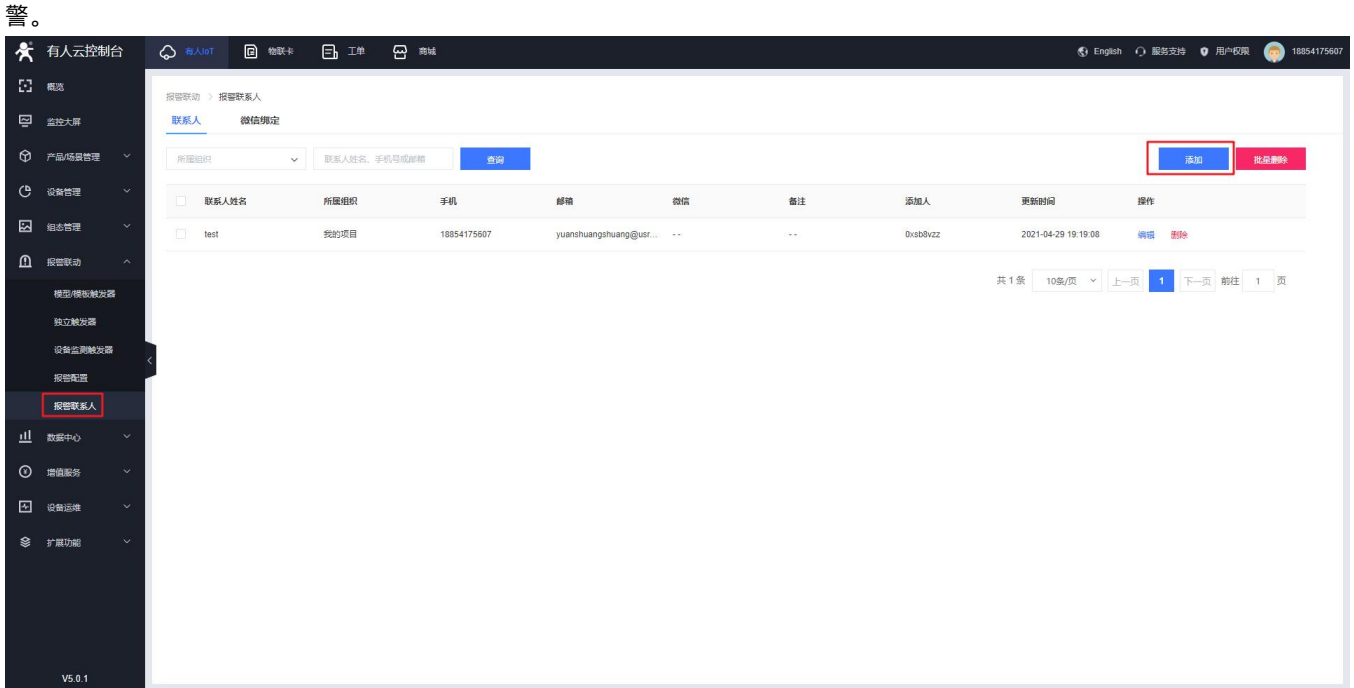 警。
有人云控制台 有人IoT 物联卡 工单 商城 English 服务支持 用户权限 18854175607
概览
监控大屏
产品/场景管理
设备管理
组态管理
报警联动
模型/模板触发器
独立触发器
设备监测触发器
报警配置
报警联系人
数据中心
增值服务
设备运维
扩展功能
V5.0.1
报警联动 > 报警联系人
联系人 微信绑定
所属组织 联系人姓名、手机号或邮箱 查询 添加 批量删除
联系人姓名 所属组织 手机 邮箱 微信 备注 添加人 更新时间 操作
test 我的项目 18854175607 yuanshuangshuang@usr... -- -- 0xsb8vzz 2021-04-29 19:19:08 编辑 删除
共 1 条 10条/页 上一页 1 下一页 前往 1 页